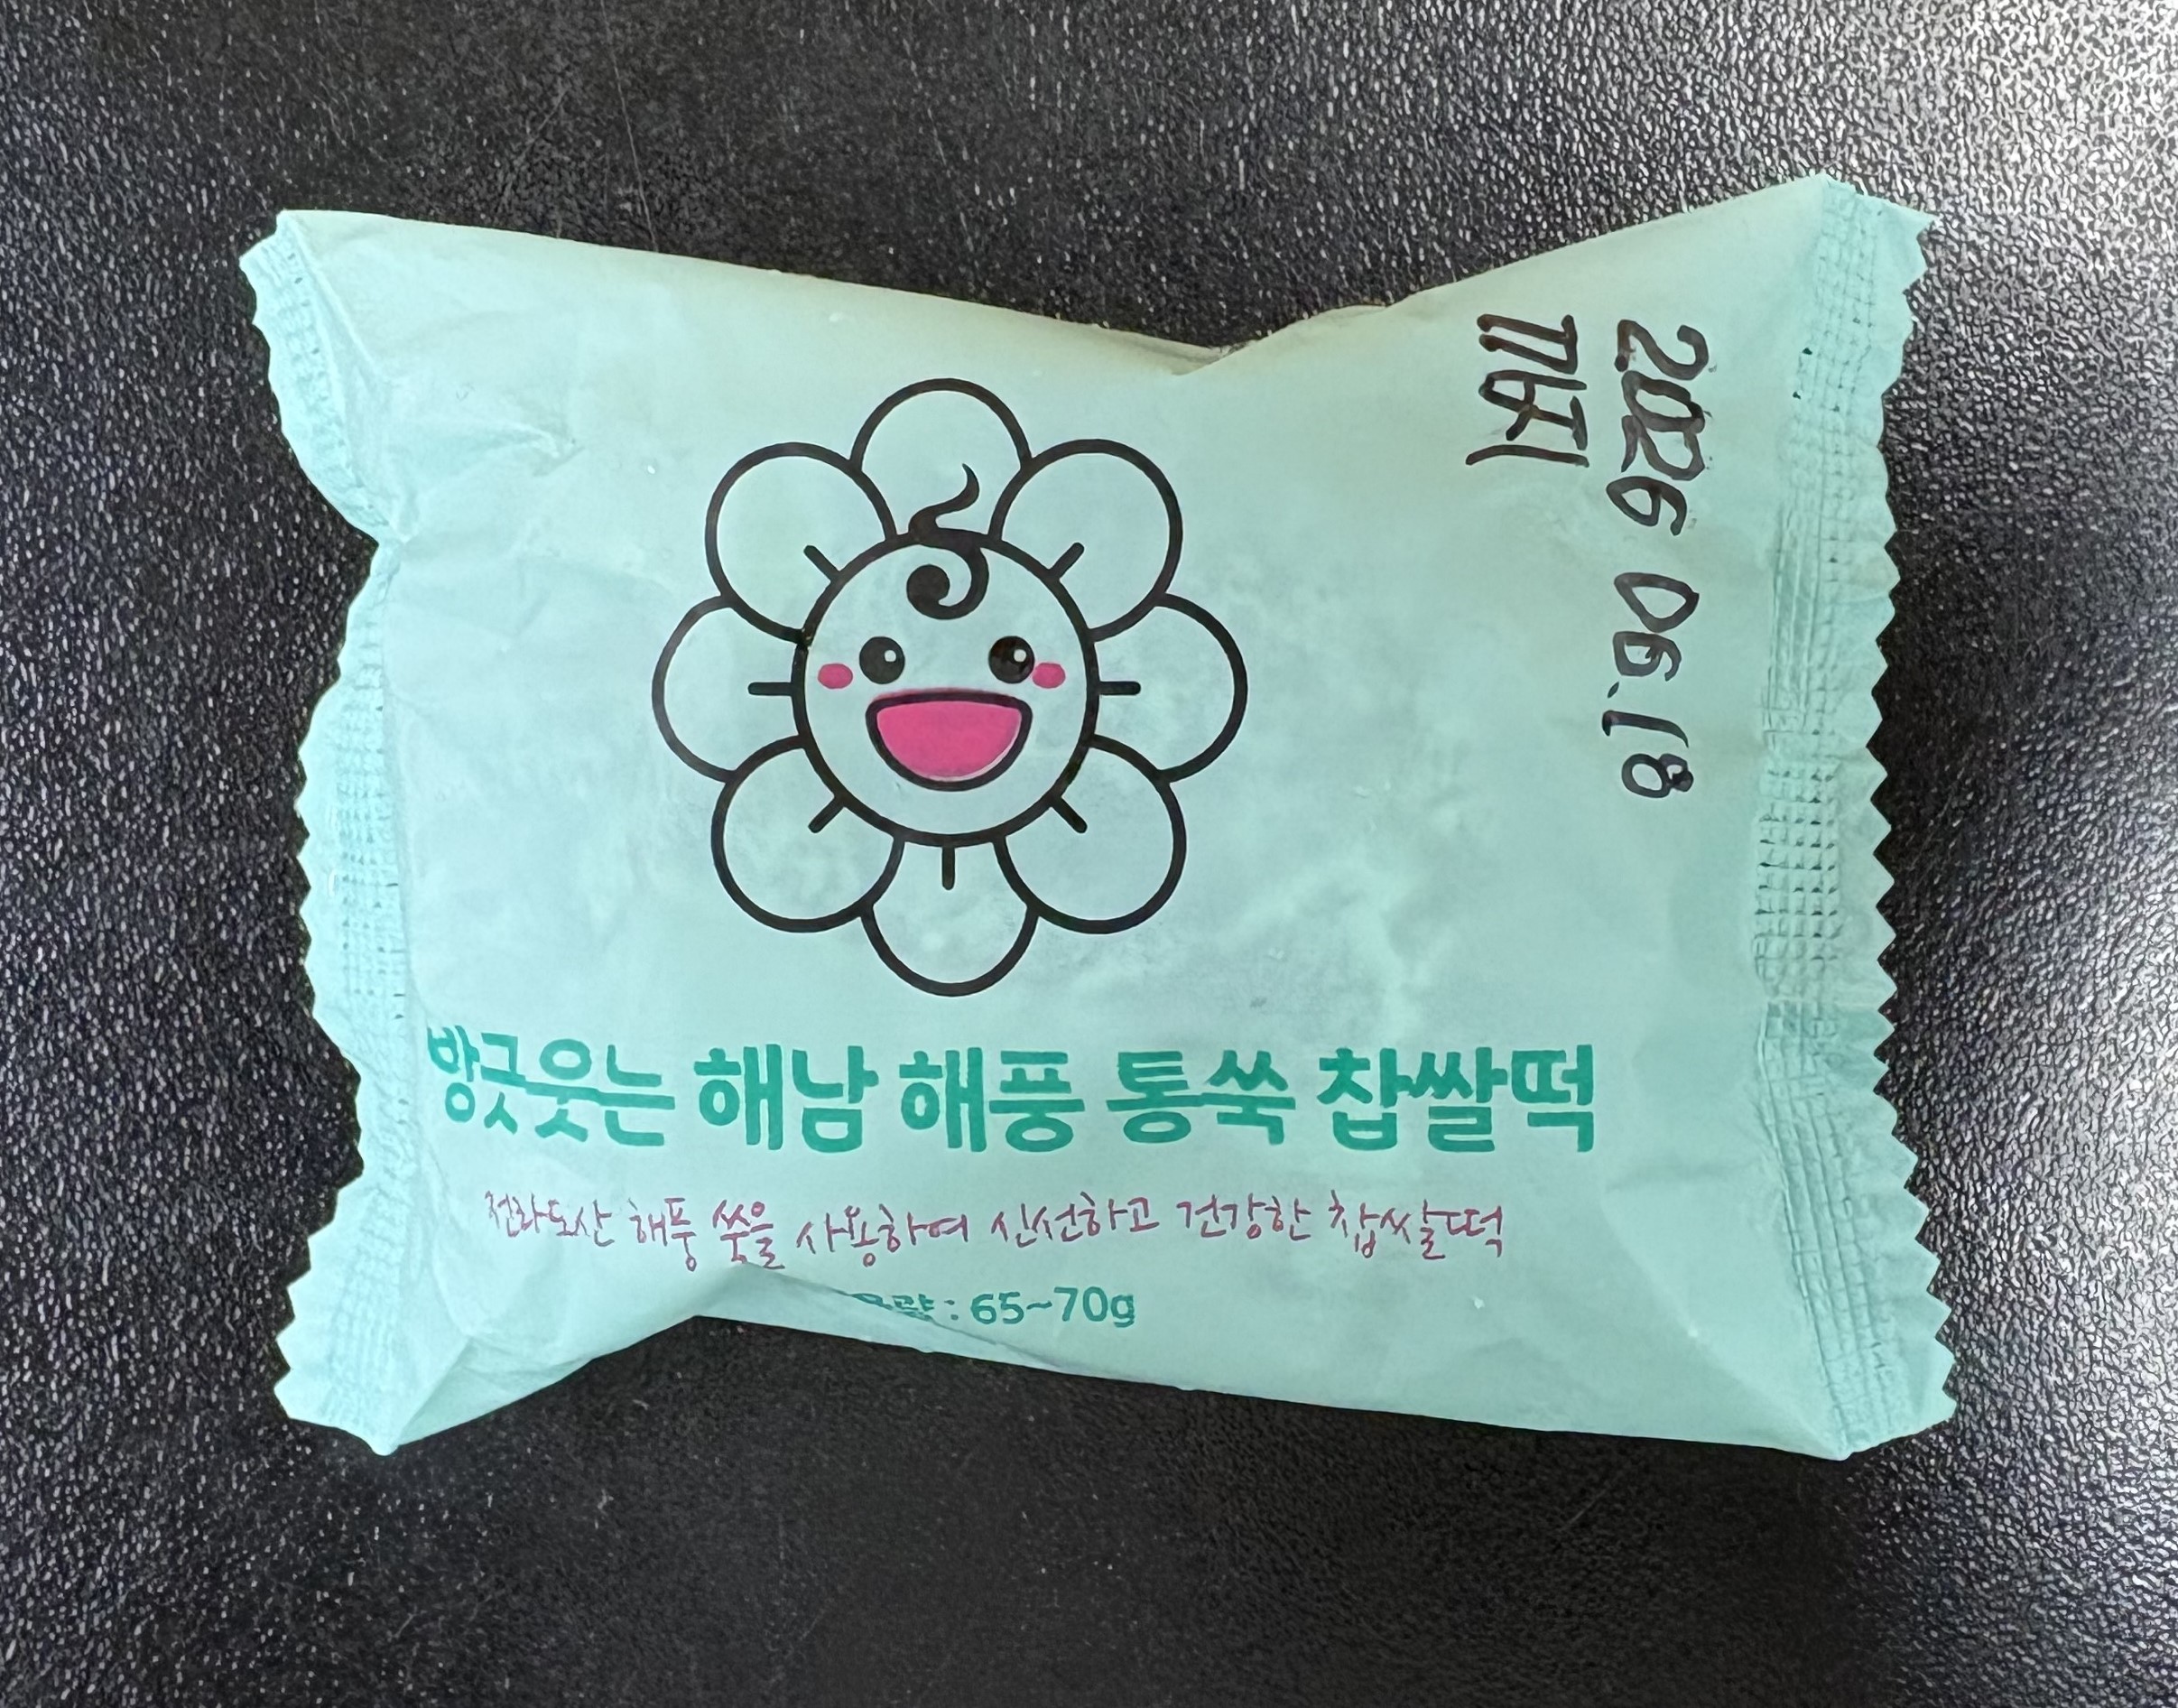 방긋웃는 해남 해풍 통쑥 찹쌀떡
전라도산 해풍 쑥을 사용하여 신선하고 건강한 찹쌀떡
: 65~70g
2026 06.18
까지